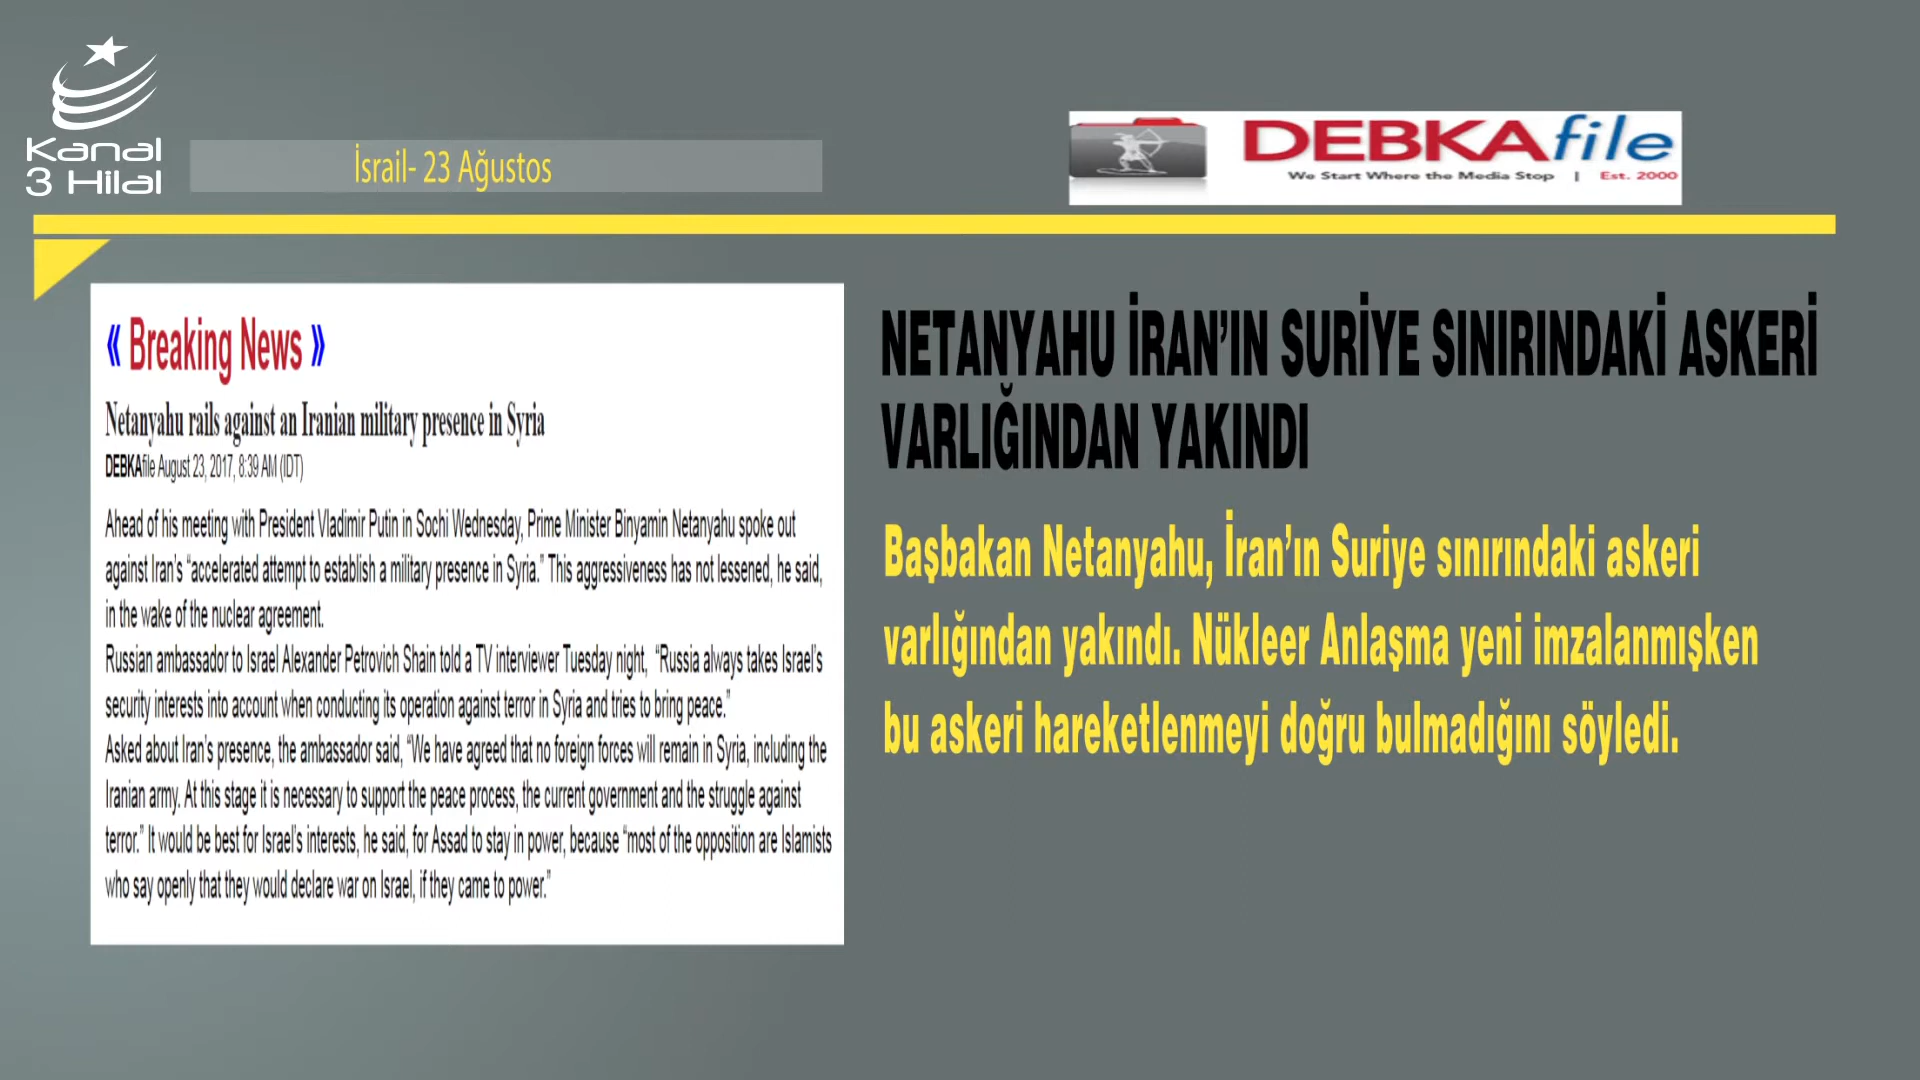 Kanal
3 Hilal
İsrail- 23 Ağustos
DEBKAfile
We Start Where the Media Stop | Est. 2000
《 Breaking News 》
Netanyahu rails against an Iranian military presence in Syria
DEBKAfile August 23, 2017, 8:39 AM (IDT)
Ahead of his meeting with President Vladimir Putin in Sochi Wednesday, Prime Minister Binyamin Netanyahu spoke out
against Iran's “accelerated attempt to establish a military presence in Syria.” This aggressiveness has not lessened, he said,
in the wake of the nuclear agreement.
Russian ambassador to Israel Alexander Petrovich Shain told a TV interviewer Tuesday night, “Russia always takes Israel's
security interests into account when conducting its operation against terror in Syria and tries to bring peace.”
Asked about Iran's presence, the ambassador said, “We have agreed that no foreign forces will remain in Syria, including the
Iranian army. At this stage it is necessary to support the peace process, the current government and the struggle against
terror.” It would be best for Israel's interests, he said, for Assad to stay in power, because “most of the opposition are Islamists
who say openly that they would declare war on Israel, if they came to power.”
NETANYAHU İRAN’IN SURİYE SINIRINDAKİ ASKERİ
VARLIĞINDAN YAKINDI
Başbakan Netanyahu, İran’ın Suriye sınırındaki askeri
varlığından yakındı. Nükleer Anlaşma yeni imzalanmışken
bu askeri hareketlenmeyi doğru bulmadığını söyledi.